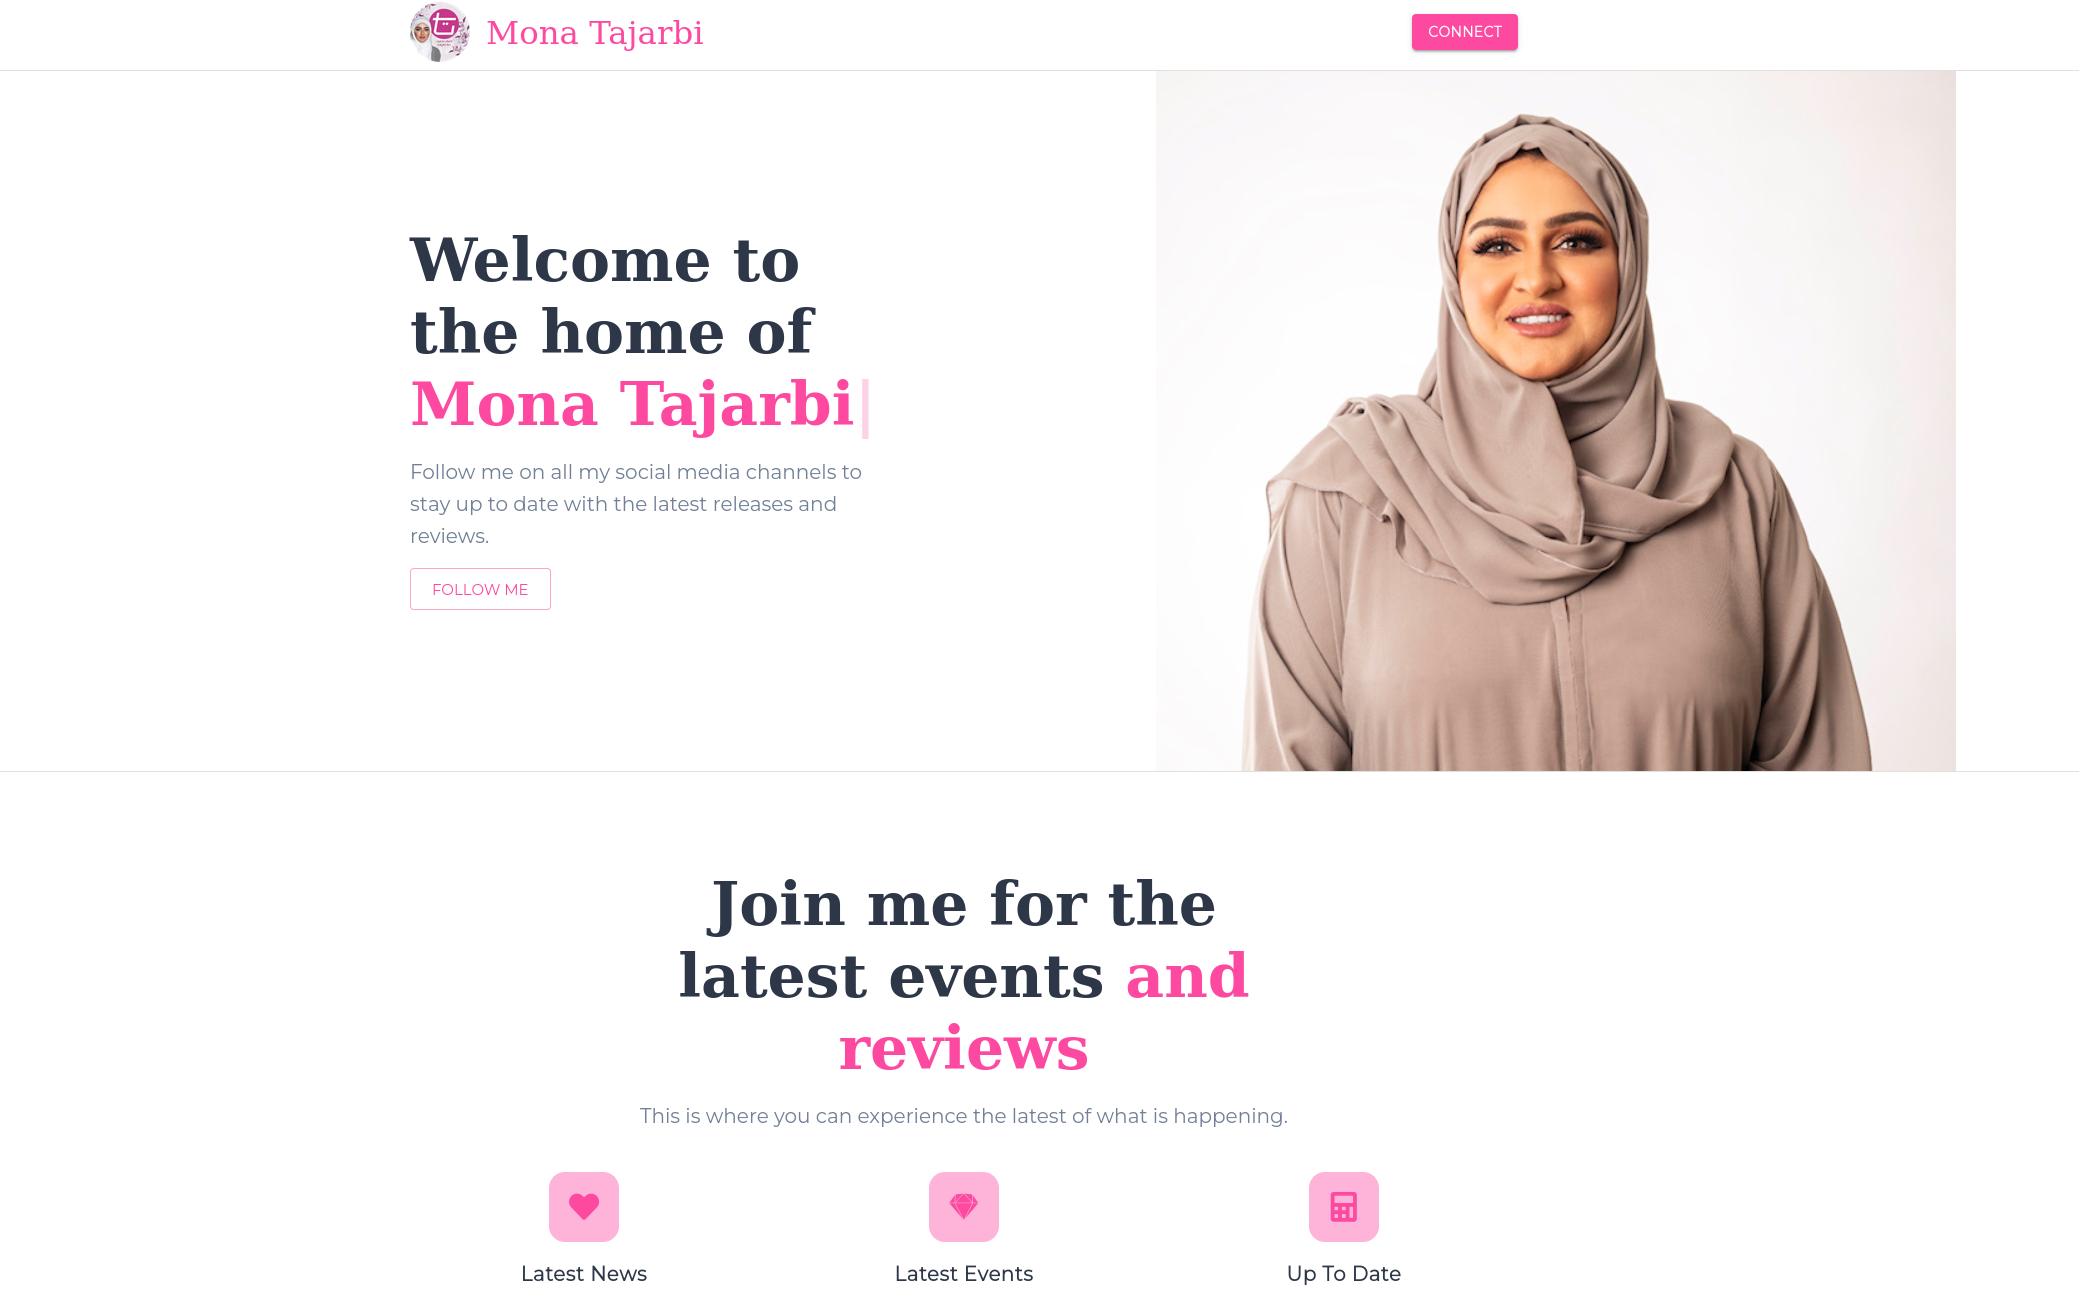 Mona Tajarbi
CONNECT
Welcome to
the home of
Mona Tajarbi
Follow me on all my social media channels to
stay up to date with the latest releases and
reviews.
FOLLOW ME
Join me for the
latest events and
reviews
This is where you can experience the latest of what is happening.
Latest News
Latest Events
Up To Date